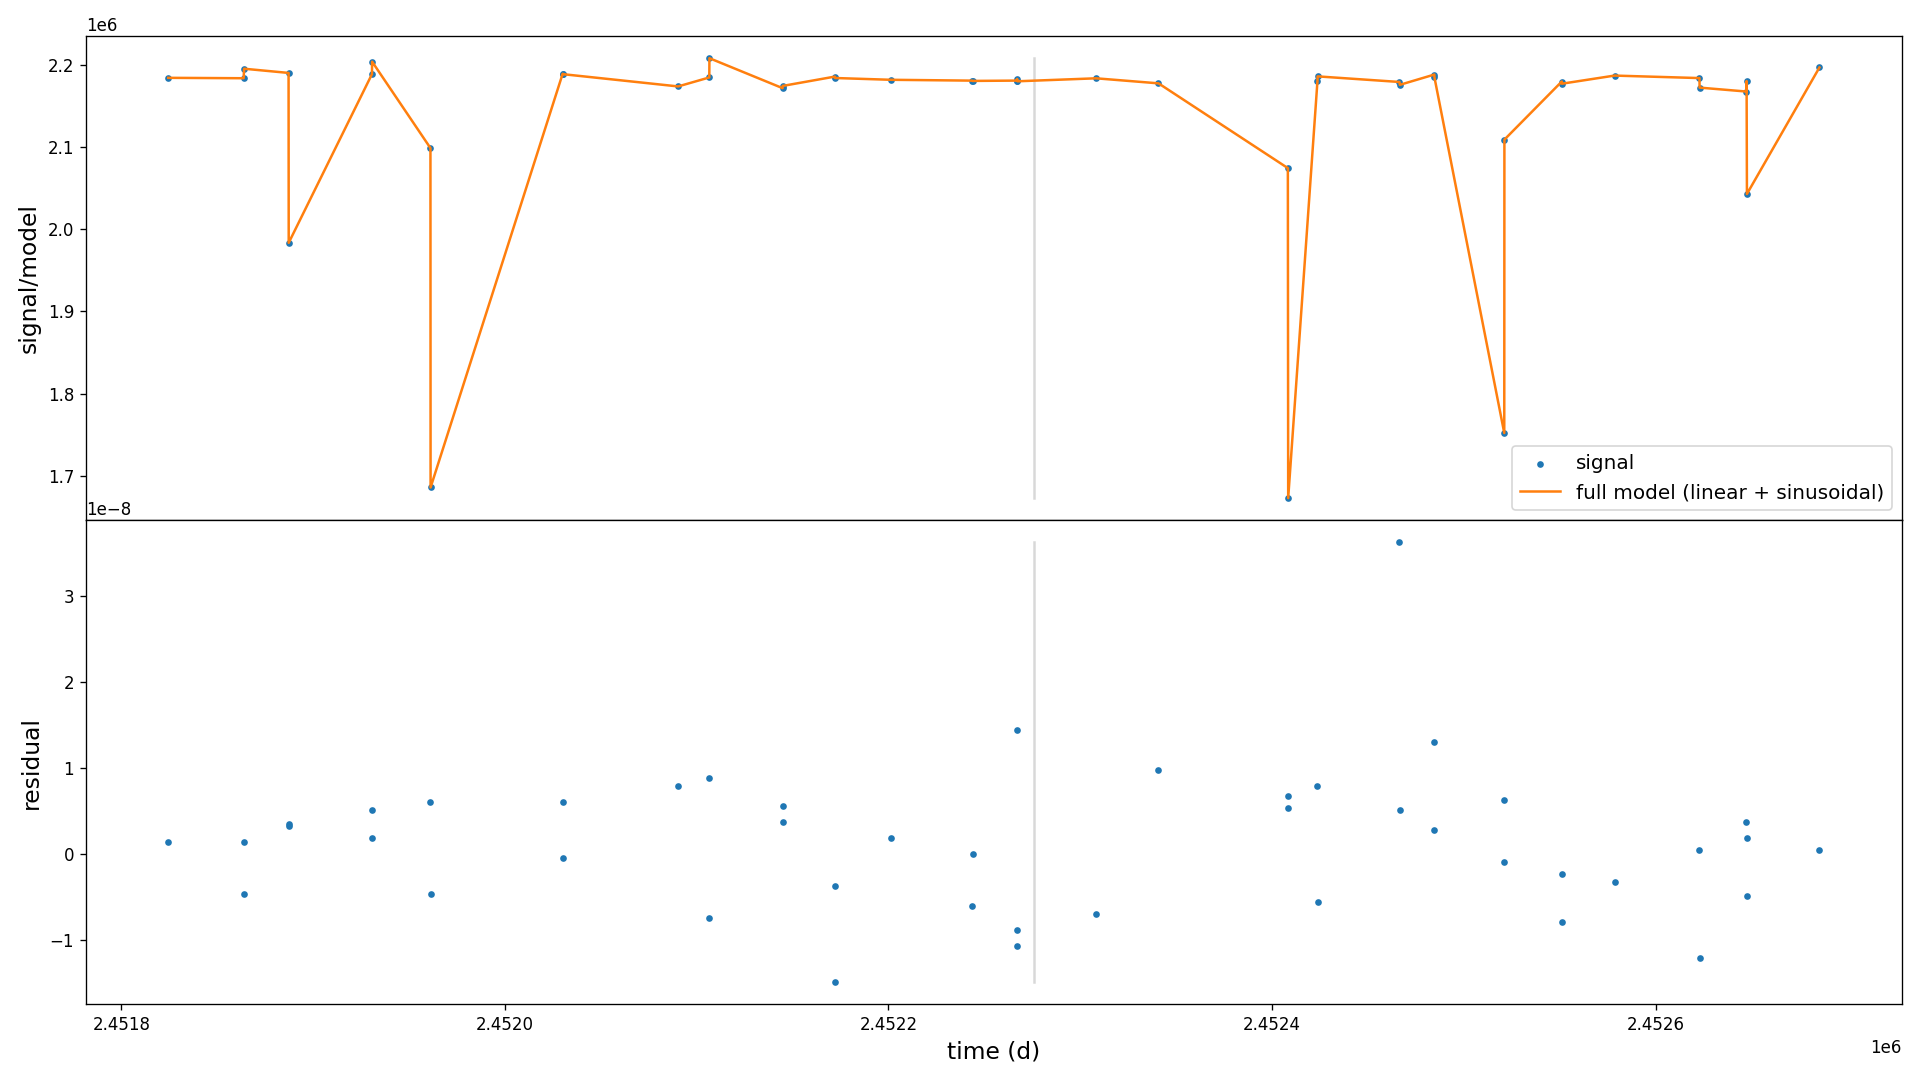 1e6
2.2
2.1
2.0
1.9
1.8
1.7
signal/model
signal
full model (linear + sinusoidal)
1e−8
3
2
1
0
−1
residual
2.4518
2.4520
2.4522
2.4524
2.4526
1e6
time (d)